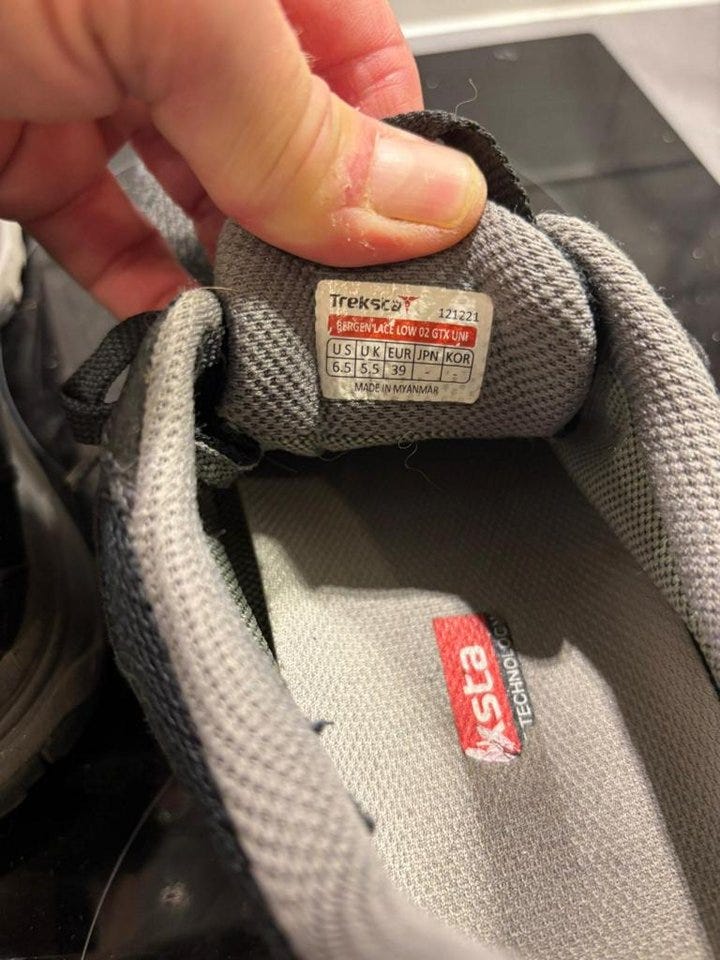 Treksta
121221
BERGEN LACE LOW 02 GTX UNI
US UK EUR JPN KOR
6.5 5.5 39 - -
MADE IN MYANMAR
ksta
TECHNOLOGY